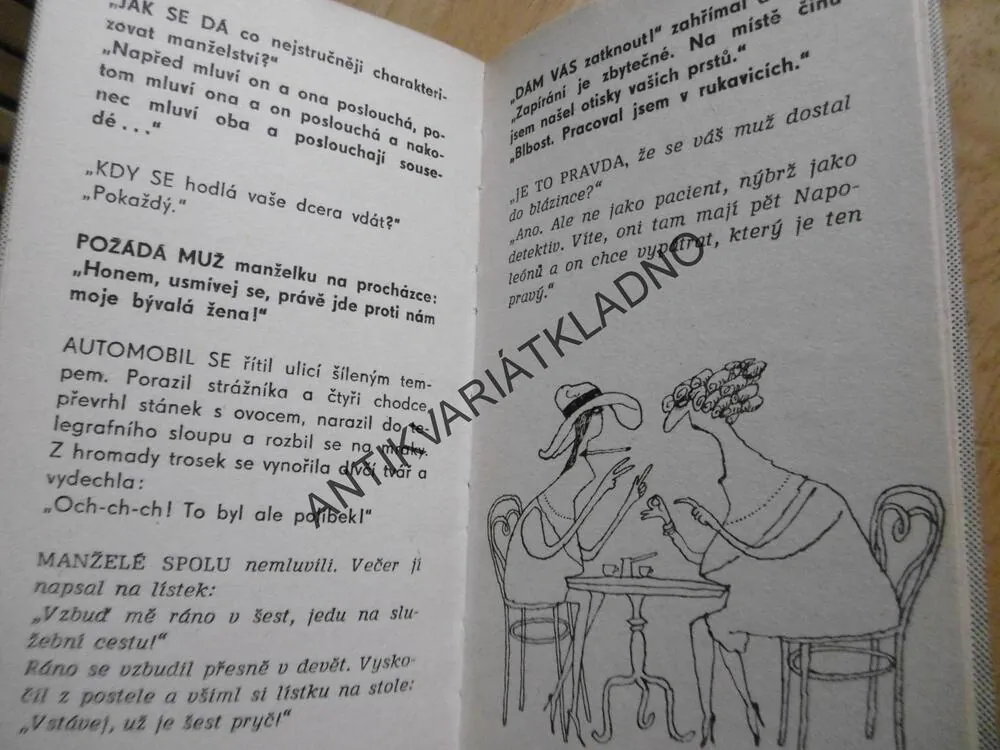 „JAK SE DÁ co nejstručněji charakteri-
zovat manželství?“
„Napřed mluví on a ona poslouchá, po-
tom mluví ona a on poslouchá a nako-
nec mluví oba a poslouchají souse-
dé...“
„KDY SE hodlá vaše dcera vdát?“
„Pokaždý.“
POŽÁDÁ MUŽ manželku na procházce:
„Honem, usmívej se, právě jde proti nám
moje bývalá žena!“
AUTOMOBIL SE řítil ulicí šíleným tem-
pem. Porazil strážníka a čtyři chodce,
převrhl stánek s ovocem, narazil do te-
legrafního sloupu a rozbil se na mraky.
Z hromady trosek se vynořila dívčí tvář a
vydechla:
„Och-ch-ch! To byl ale polibek!“
MANŽELÉ SPOLU nemluvili. Večer jí
napsal na lístek:
„Vzbuď mě ráno v šest, jedu na slu-
žební cestu!“
Ráno se vzbudil přesně v devět. Vysko-
čil z postele a všiml si lístku na stole:
„Vstávej, už je šest pryč!“
„DÁM VÁS zatknout!“ zahřímal
„Zapírání je zbytečné. Na místě činu
jsem našel otisky vašich prstů.“
„Blbost. Pracoval jsem v rukavicích.“
„JE TO PRAVDA, že se váš muž dostal
do blázince?“
„Ano. Ale ne jako pacient, nýbrž jako
detektiv. Víte, oni tam mají pět Napo-
leónů a on chce vypátrat, který je ten
pravý.“
ANTIKVARIÁTKLADNO